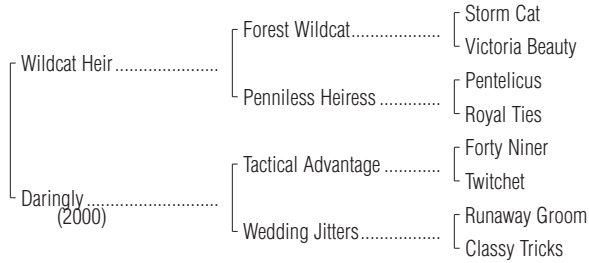 Storm Cat
Forest Wildcat....................
Victoria Beauty
Wildcat Heir.......................
Pentelicus
Penniless Heiress ..............
Royal Ties
Forty Niner
Tactical Advantage .............
Twitchet
Daringly.............................
(2000)
Runaway Groom
Wedding Jitters..................
Classy Tricks